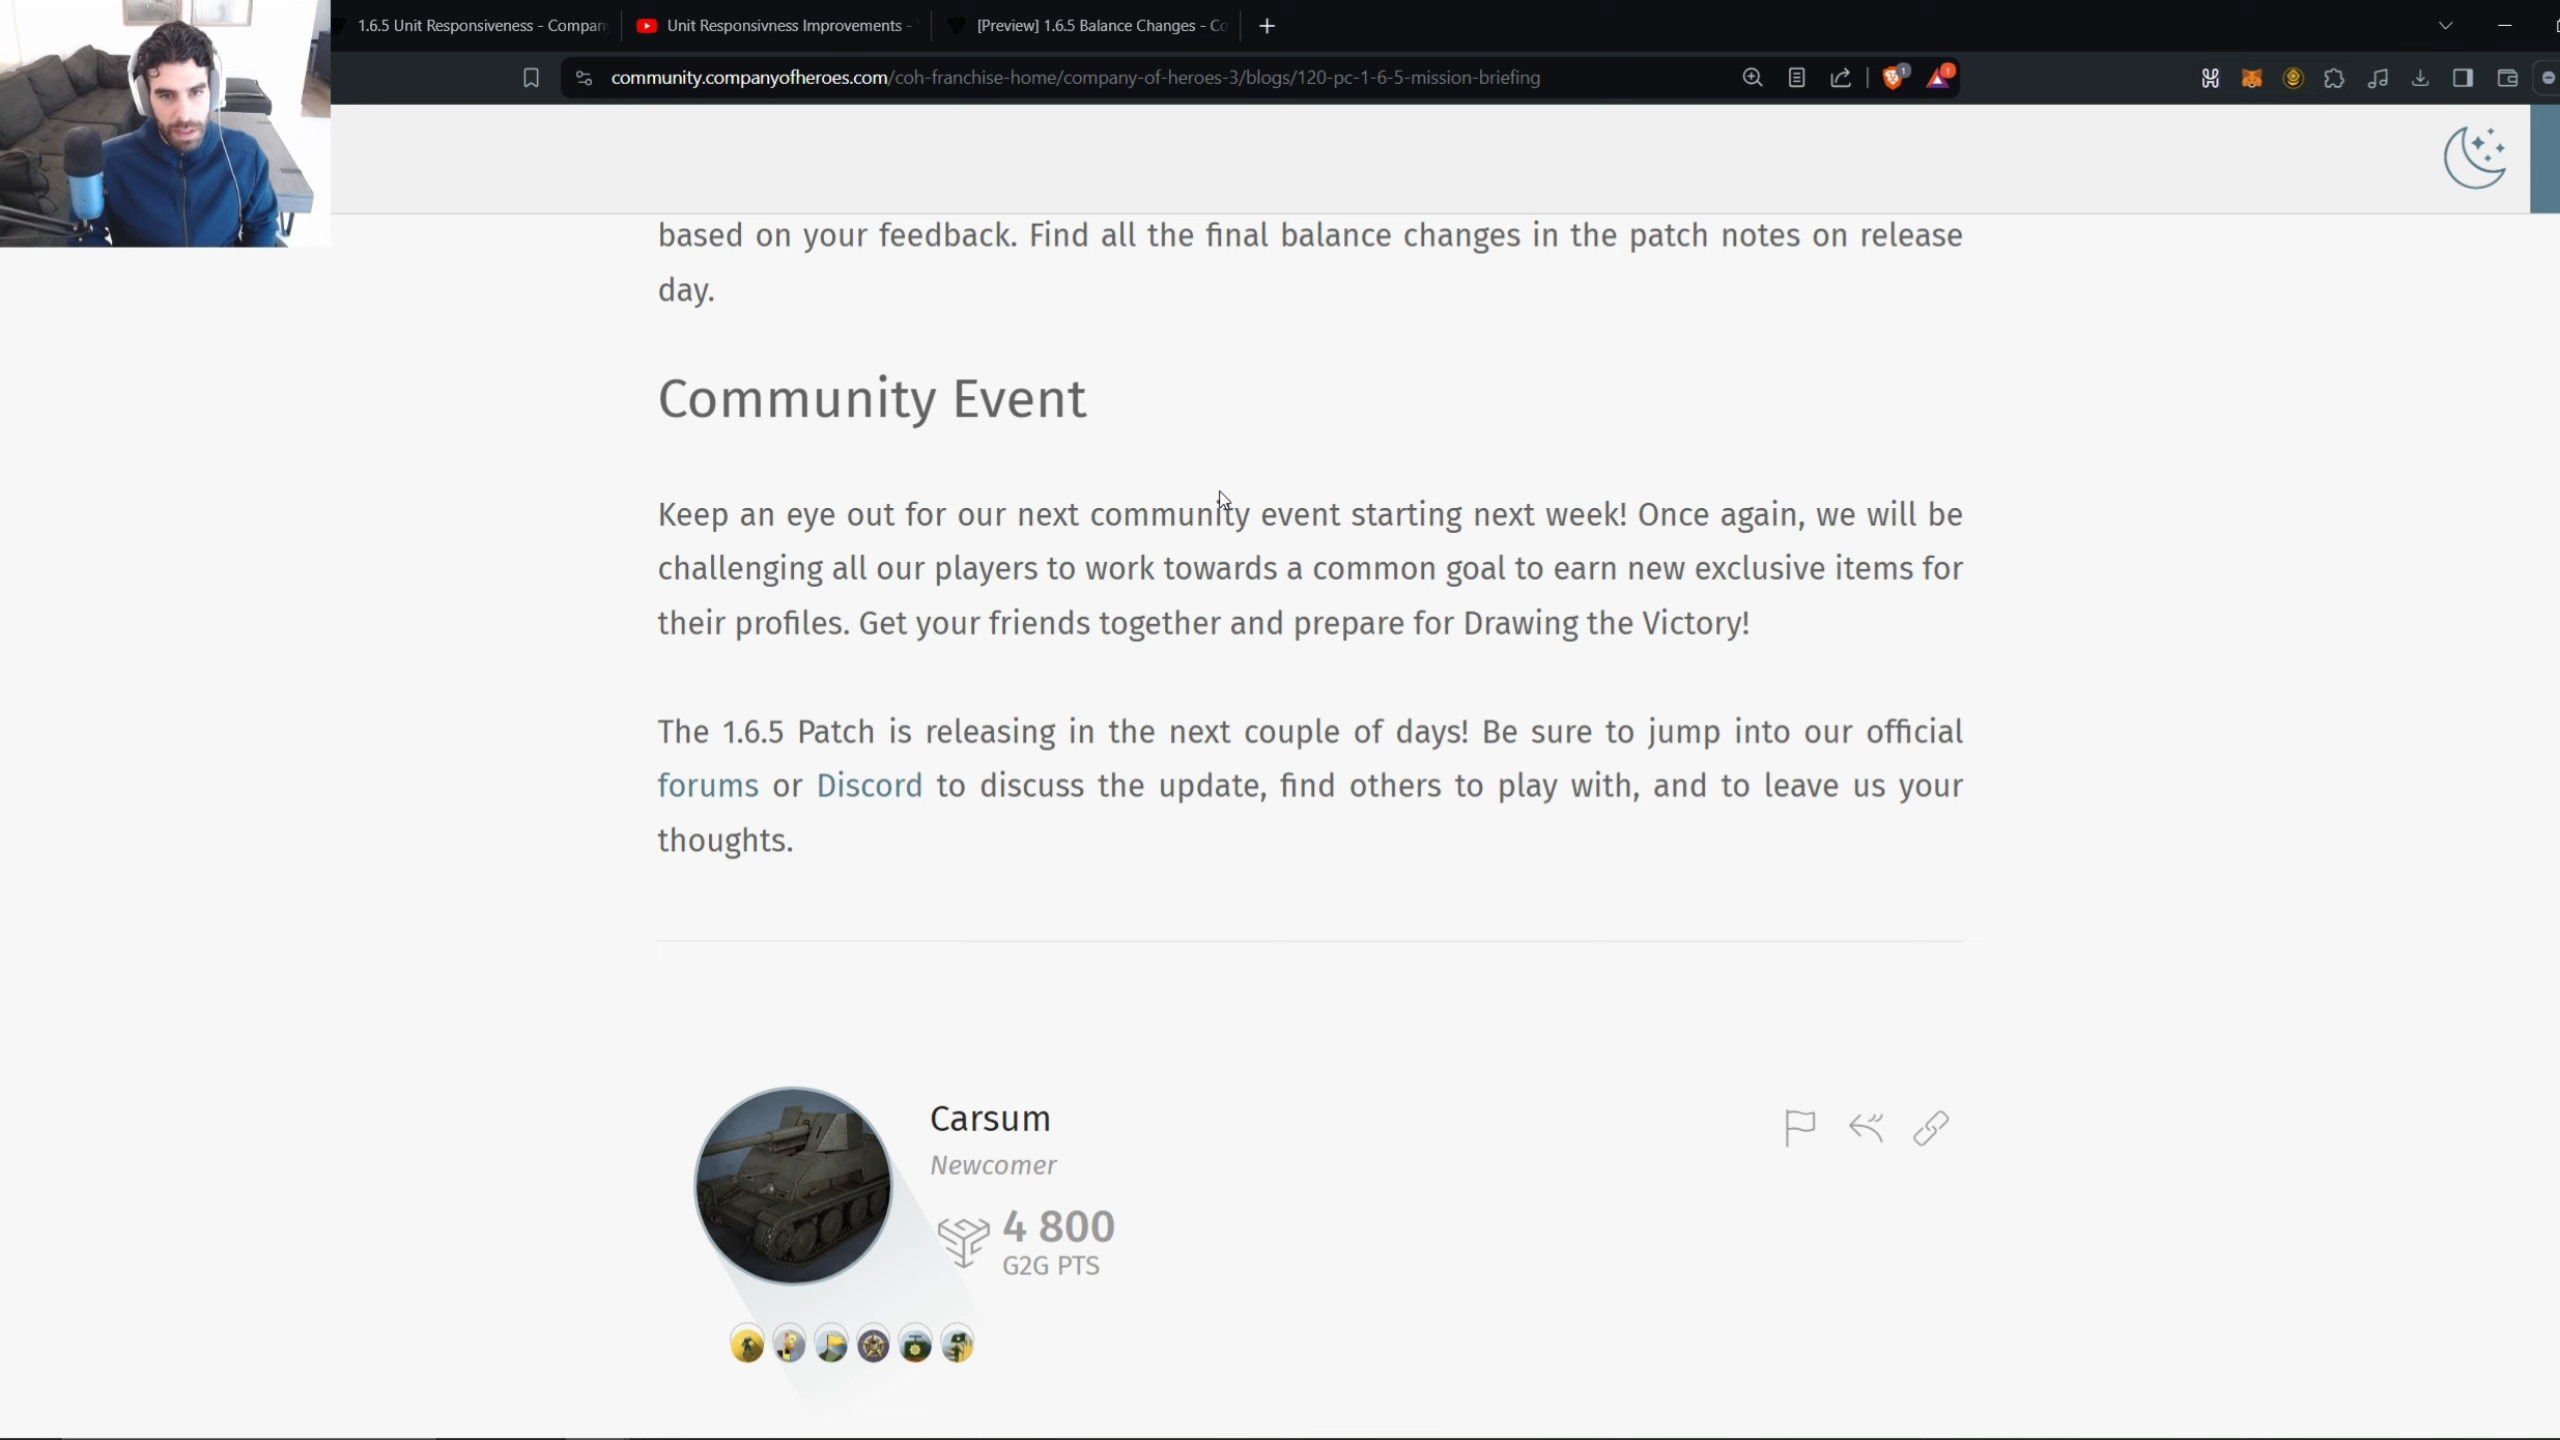 1.6.5 Unit Responsiveness - Compan
Unit Responsivness Improvements -
[Preview] 1.6.5 Balance Changes - Co
community.companyofheroes.com/coh-franchise-home/company-of-heroes-3/blogs/120-pc-1-6-5-mission-briefing
1
1
based on your feedback. Find all the final balance changes in the patch notes on release
day.
Community Event
Keep an eye out for our next community event starting next week! Once again, we will be
challenging all our players to work towards a common goal to earn new exclusive items for
their profiles. Get your friends together and prepare for Drawing the Victory!
The 1.6.5 Patch is releasing in the next couple of days! Be sure to jump into our official
forums or Discord to discuss the update, find others to play with, and to leave us your
thoughts.
Carsum
Newcomer
4 800
G2G PTS